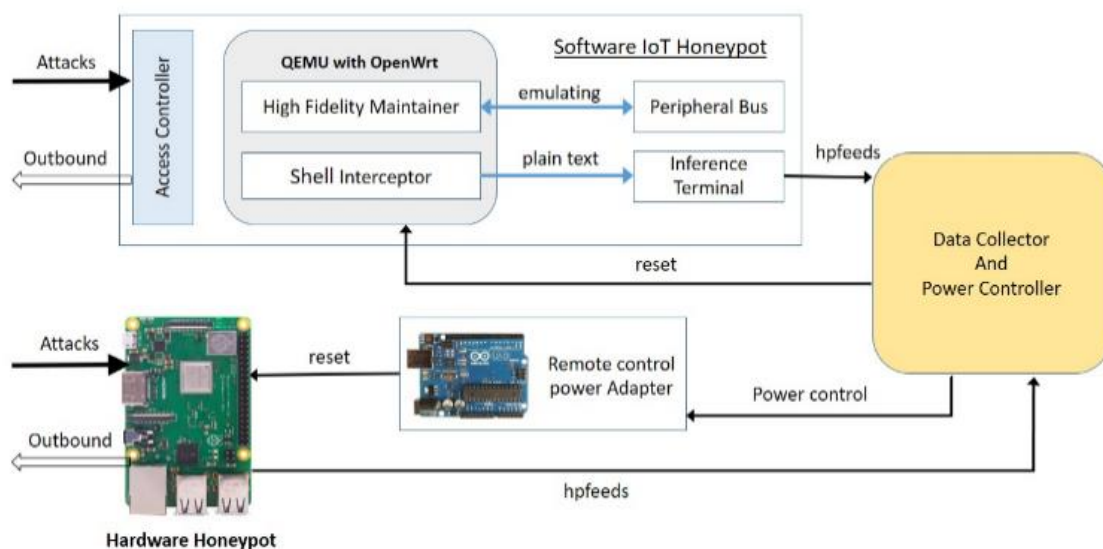 Software IoT Honeypot
Attacks
Access Controller
QEMU with OpenWrt
High Fidelity Maintainer
emulating
Peripheral Bus
Outbound
Shell Interceptor
plain text
Inference
Terminal
hpfeeds
Data Collector
And
Power Controller
reset
Attacks
reset
Remote control
power Adapter
Power control
Outbound
hpfeeds
Hardware Honeypot